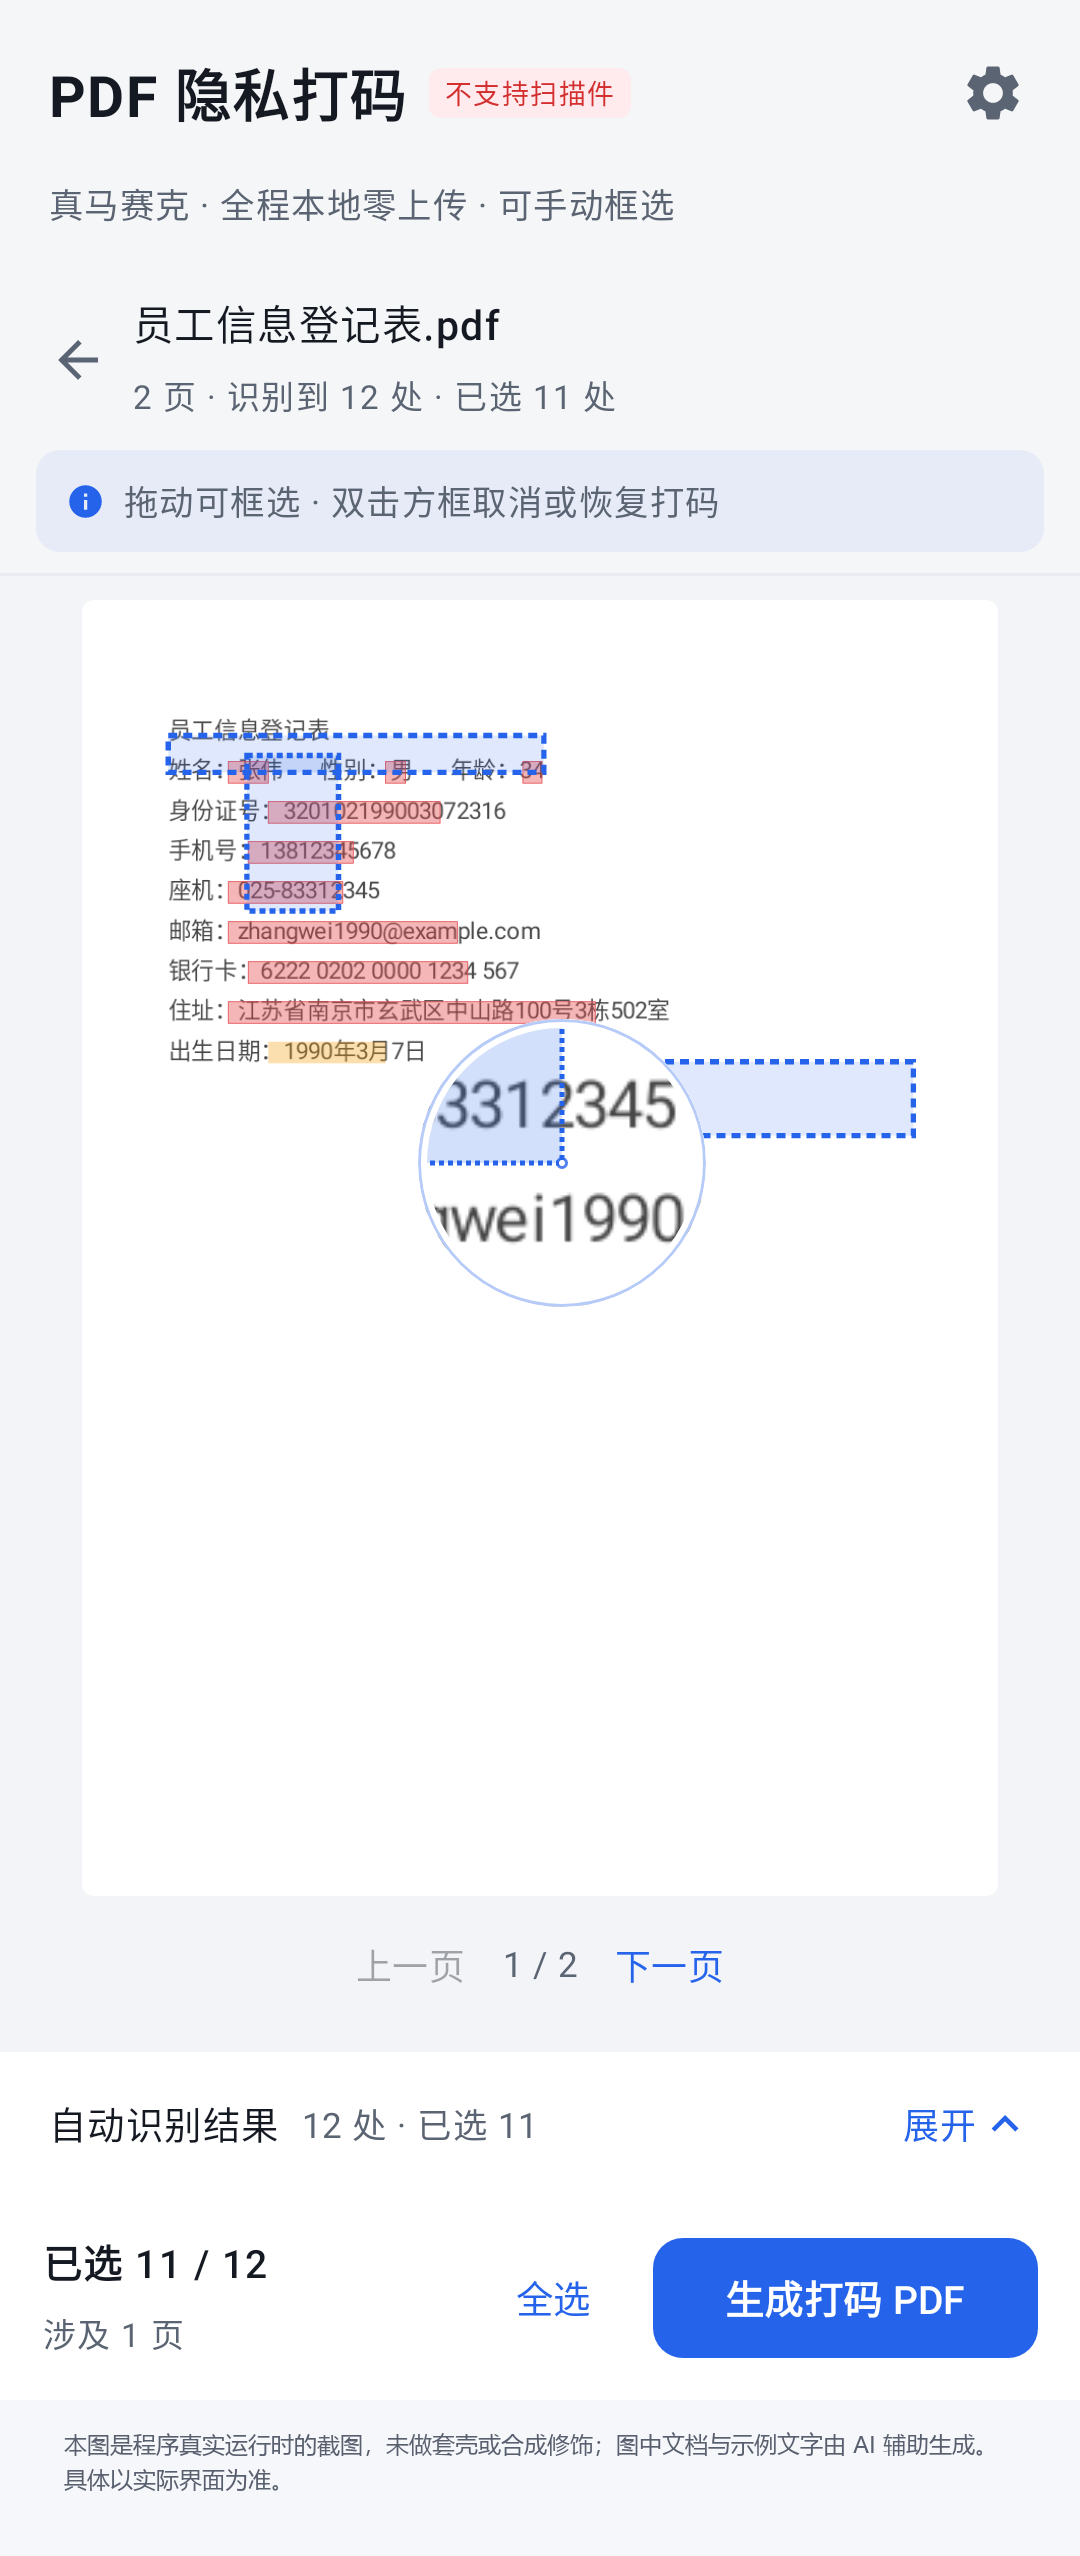 PDF 隐私打码 不支持扫描件
真马赛克 · 全程本地零上传 · 可手动框选
员工信息登记表.pdf
2 页 · 识别到 12 处 · 已选 11 处
拖动可框选 · 双击方框取消或恢复打码
员工信息登记表
姓名：张伟 性别：男 年龄：34
身份证号：320102199003072316
手机号：13812345678
座机：025-83312345
邮箱：zhangwei1990@example.com
银行卡：6222 0202 0000 1234 567
住址：江苏省南京市玄武区中山路100号3栋502室
出生日期：1990年3月7日
3312345
gwei1990
上一页 1 / 2 下一页
自动识别结果 12 处 · 已选 11 展开
已选 11 / 12
涉及 1 页
全选
生成打码 PDF
本图是程序真实运行时的截图，未做套壳或合成修饰；图中文档与示例文字由 AI 辅助生成。
具体以实际界面为准。